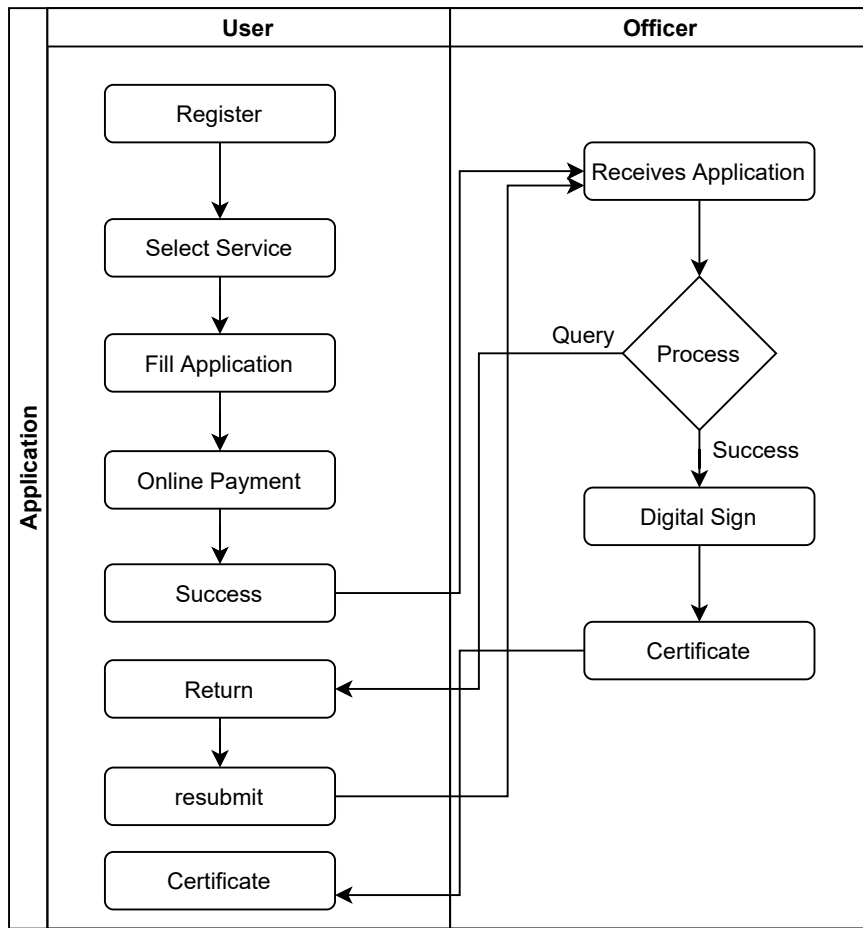 User
Officer
Application
Register
Select Service
Fill Application
Online Payment
Success
Return
resubmit
Certificate
Receives Application
Query
Process
Success
Digital Sign
Certificate